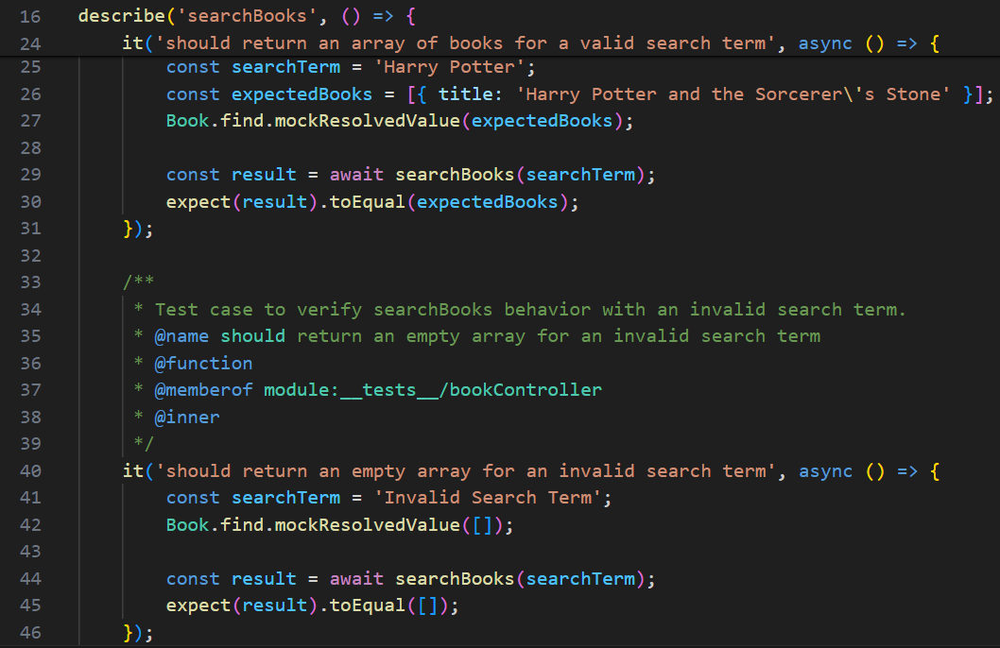 16 describe('searchBooks', () => {
24     it('should return an array of books for a valid search term', async () => {
25         const searchTerm = 'Harry Potter';
26         const expectedBooks = [{ title: 'Harry Potter and the Sorcerer\'s Stone' }];
27         Book.find.mockResolvedValue(expectedBooks);
28
29         const result = await searchBooks(searchTerm);
30         expect(result).toEqual(expectedBooks);
31     });
32
33     /**
34      * Test case to verify searchBooks behavior with an invalid search term.
35      * @name should return an empty array for an invalid search term
36      * @function
37      * @memberof module:__tests__/bookController
38      * @inner
39      */
40     it('should return an empty array for an invalid search term', async () => {
41         const searchTerm = 'Invalid Search Term';
42         Book.find.mockResolvedValue([]);
43
44         const result = await searchBooks(searchTerm);
45         expect(result).toEqual([]);
46     });